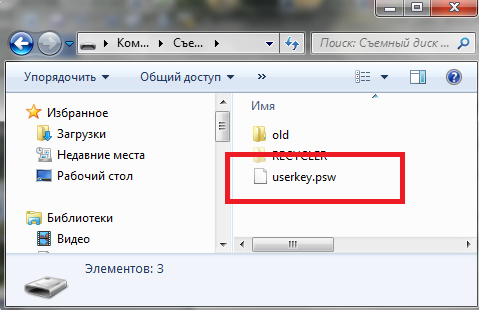 Ком... Съе...
Поиск: Съемный диск ...
Упорядочить Общий доступ »
Избранное
Загрузки
Недавние места
Рабочий стол
Библиотеки
Видео
Имя
old
RECYCLER
userkey.psw
Элементов: 3